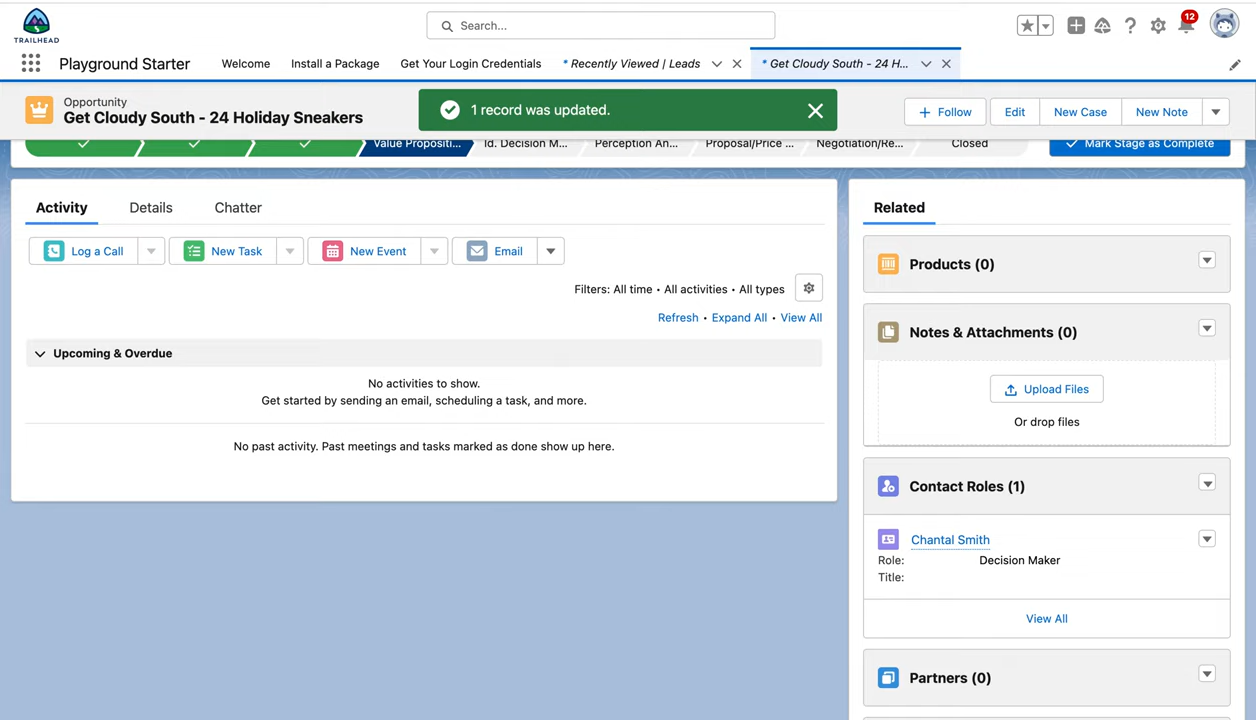 Search...
12
TRAILHEAD
Playground Starter
Welcome
Install a Package
Get Your Login Credentials
* Recently Viewed | Leads
* Get Cloudy South - 24 H...
Opportunity
Get Cloudy South - 24 Holiday Sneakers
1 record was updated.
Follow
Edit
New Case
New Note
Value Propositi...
Id. Decision M...
Perception An...
Proposal/Price ...
Negotiation/Re...
Closed
Mark Stage as Complete
Activity
Details
Chatter
Log a Call
New Task
New Event
Email
Filters: All time • All activities • All types
Refresh • Expand All • View All
Upcoming & Overdue
No activities to show.
Get started by sending an email, scheduling a task, and more.
No past activity. Past meetings and tasks marked as done show up here.
Related
Products (0)
Notes & Attachments (0)
Upload Files
Or drop files
Contact Roles (1)
Chantal Smith
Role: Decision Maker
Title:
View All
Partners (0)